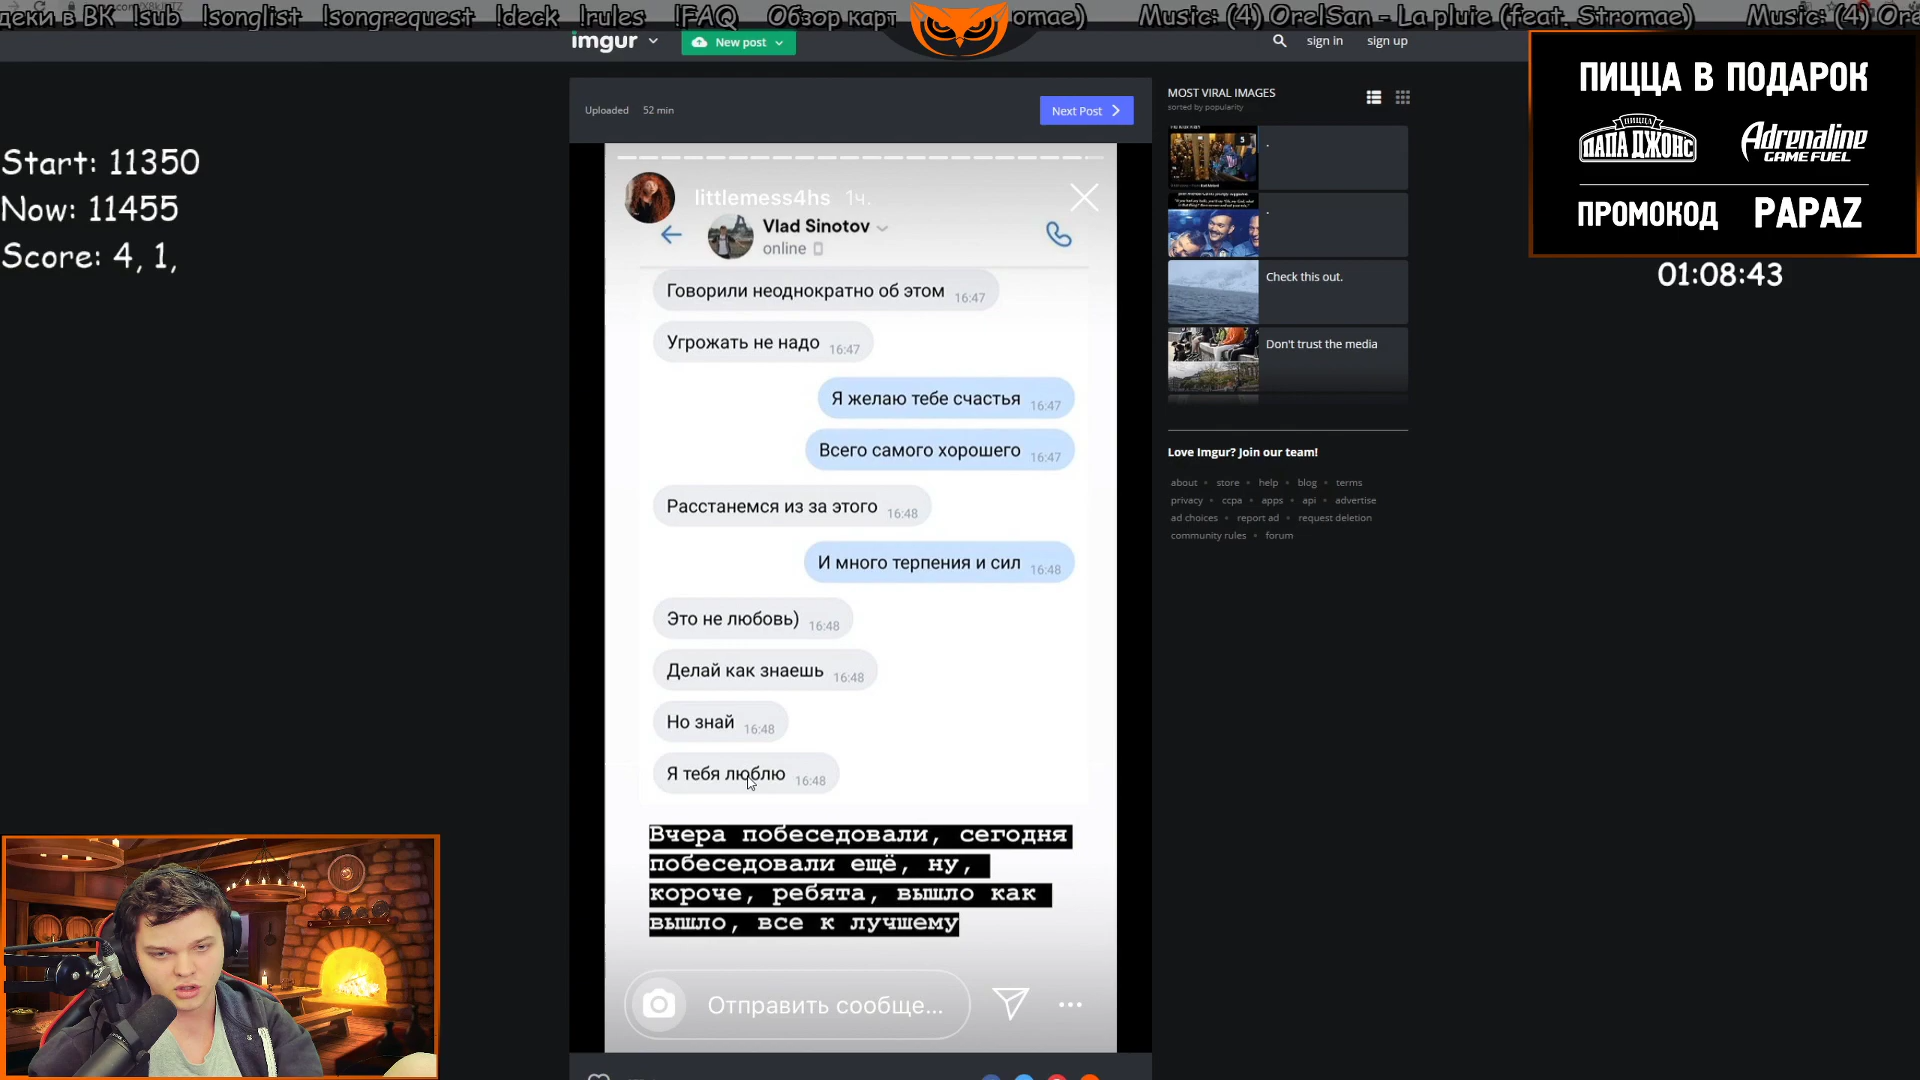 деки в ВК !sub !songlist !songrequest !deck !rules !FAQ Обзор карт omae) Music: (4) OrelSan - La pluie (feat. Stromae) Music: (4) Ore
imgur
New post
sign in
sign up
Start: 11350
Now: 11455
Score: 4, 1,
Uploaded 52 min
Next Post
littlemess4hs 1ч.
Vlad Sinotov
online
Говорили неоднократно об этом 16:47
Угрожать не надо 16:47
Я желаю тебе счастья 16:47
Всего самого хорошего 16:47
Расстанемся из за этого 16:48
И много терпения и сил 16:48
Это не любовь) 16:48
Делай как знаешь 16:48
Но знай 16:48
Я тебя люблю 16:48
Вчера побеседовали, сегодня
побеседовали ещё, ну,
короче, ребята, вышло как
вышло, все к лучшему
Отправить сообще...
MOST VIRAL IMAGES
sorted by popularity
.
.
Check this out.
Don't trust the media
Love Imgur? Join our team!
about • store • help • blog • terms
privacy • ccpa • apps • api • advertise
ad choices • report ad • request deletion
community rules • forum
ПИЦЦА В ПОДАРОК
ПИЦЦА
ПАПА ДЖОНС
Adrenaline
GAME FUEL
ПРОМОКОД PAPAZ
01:08:43